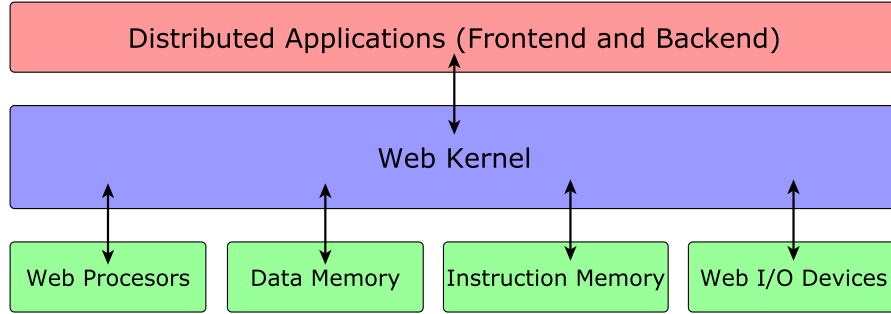 Distributed Applications (Frontend and Backend)
Web Kernel
Web Procesors
Data Memory
Instruction Memory
Web I/O Devices